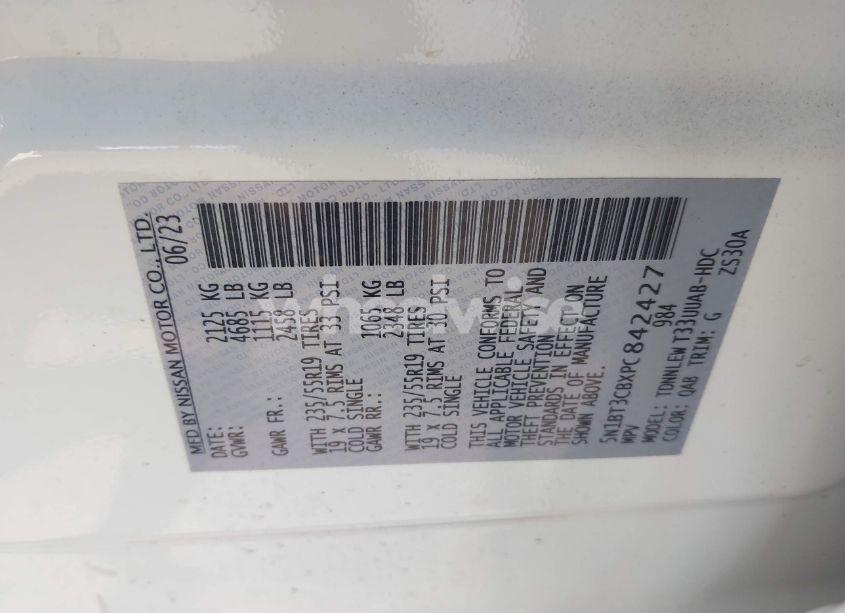 MFD BY NISSAN MOTOR CO., LTD.
DATE: 06/23
GVWR: 2125 KG
4685 LB
GAWR FR.: 1115 KG
2458 LB
WITH 235/55R19 TIRES
19 X 7.5 RIMS AT 33 PSI
COLD SINGLE
GAWR RR.: 1065 KG
2348 LB
WITH 235/55R19 TIRES
19 X 7.5 RIMS AT 30 PSI
COLD SINGLE
THIS VEHICLE CONFORMS TO
ALL APPLICABLE FEDERAL
MOTOR VEHICLE SAFETY AND
THEFT PREVENTION
STANDARDS IN EFFECT ON
THE DATE OF MANUFACTURE
SHOWN ABOVE.
5N1BT3CBXPC842427
MPV 984
MODEL: TDNNLEWT33UUAB-HDC
COLOR: QAB TRIM: G ZS30A